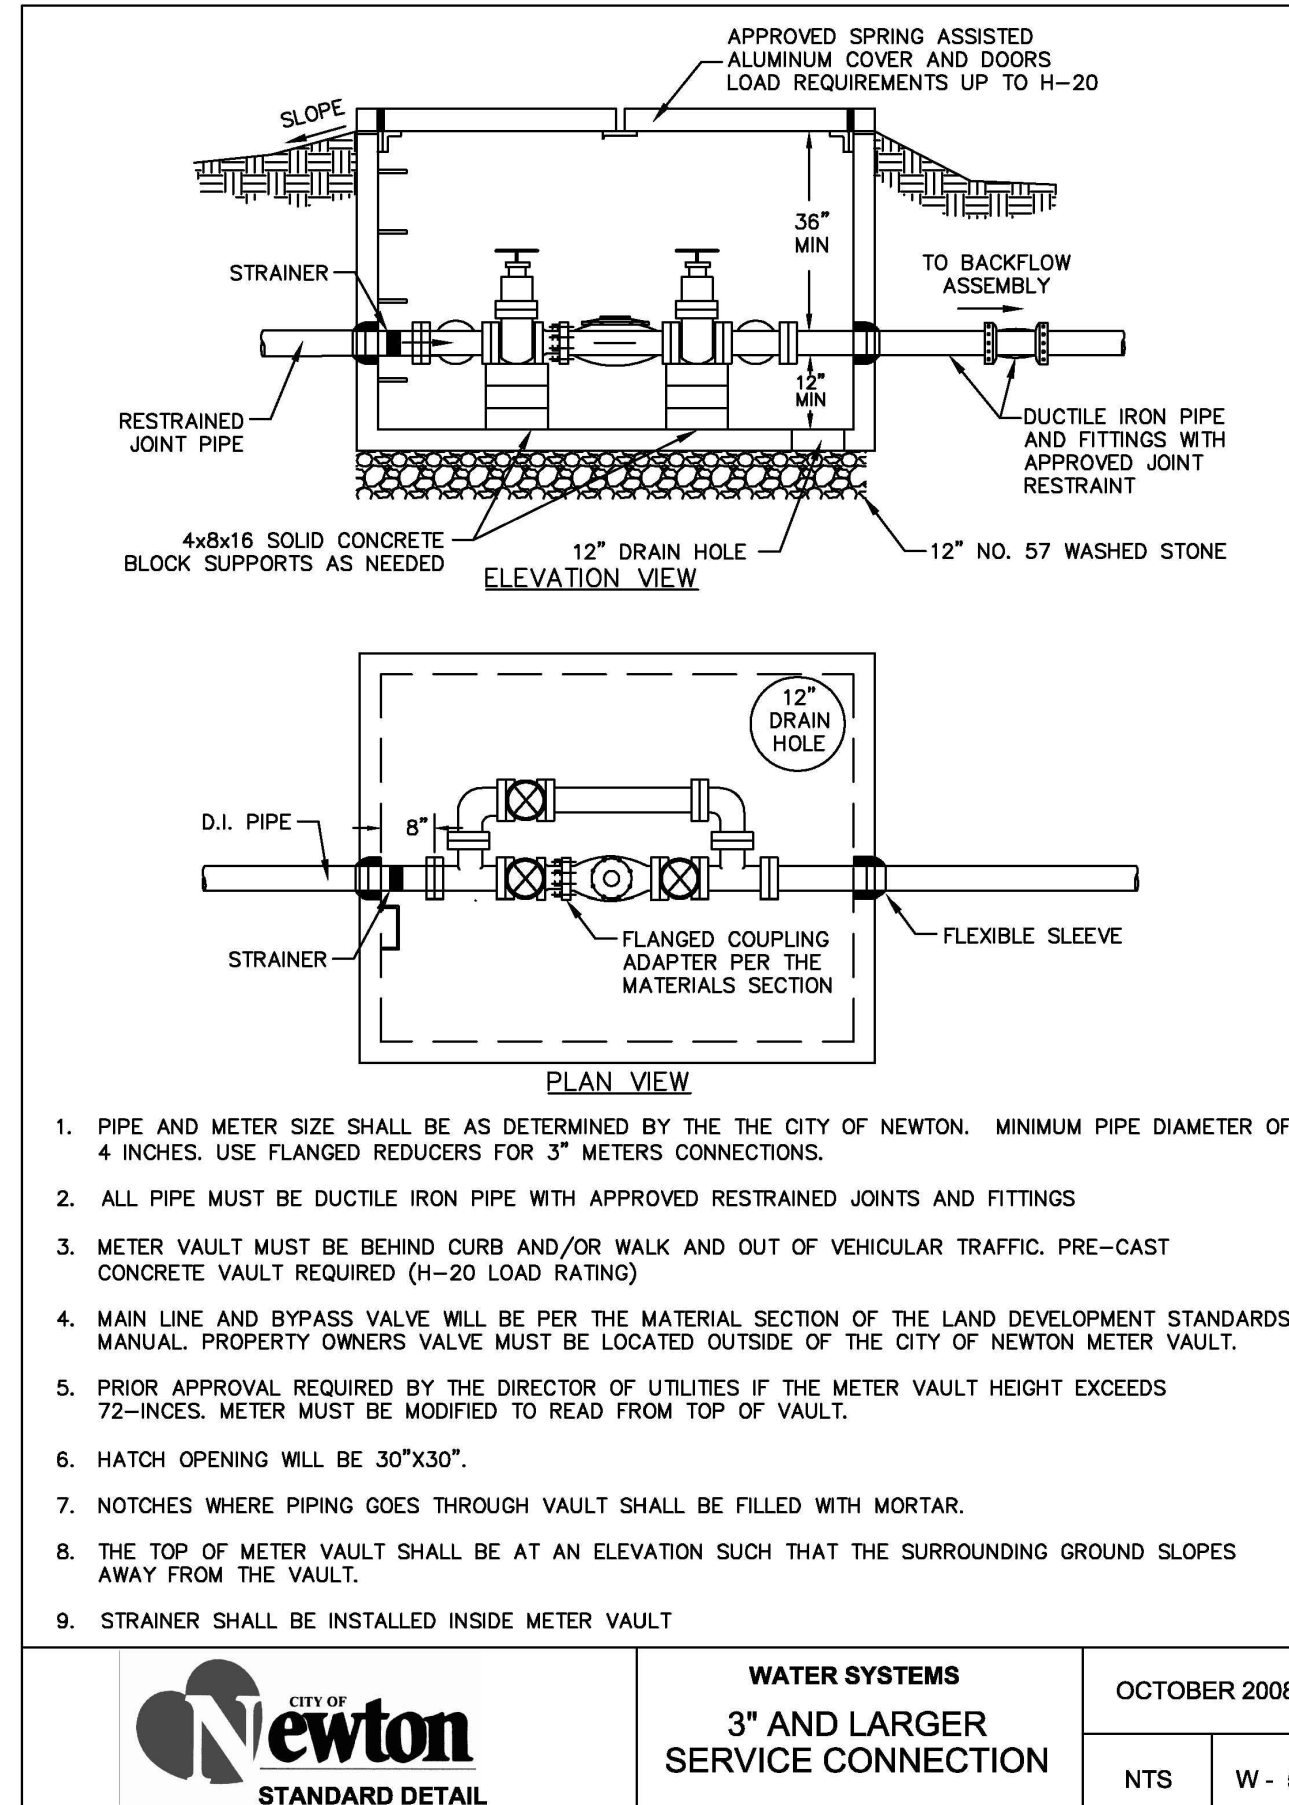 APPROVED SPRING ASSISTED
ALUMINUM COVER AND DOORS
LOAD REQUIREMENTS UP TO H-20
SLOPE
36"
MIN
STRAINER
TO BACKFLOW
ASSEMBLY
12"
MIN
RESTRAINED
JOINT PIPE
DUCTILE IRON PIPE
AND FITTINGS WITH
APPROVED JOINT
RESTRAINT
4x8x16 SOLID CONCRETE
BLOCK SUPPORTS AS NEEDED
12" DRAIN HOLE
12" NO. 57 WASHED STONE
ELEVATION VIEW
12"
DRAIN
HOLE
D.I. PIPE
8"
STRAINER
FLANGED COUPLING
ADAPTER PER THE
MATERIALS SECTION
FLEXIBLE SLEEVE
PLAN VIEW
1. PIPE AND METER SIZE SHALL BE AS DETERMINED BY THE THE CITY OF NEWTON. MINIMUM PIPE DIAMETER OF
4 INCHES. USE FLANGED REDUCERS FOR 3" METERS CONNECTIONS.
2. ALL PIPE MUST BE DUCTILE IRON PIPE WITH APPROVED RESTRAINED JOINTS AND FITTINGS
3. METER VAULT MUST BE BEHIND CURB AND/OR WALK AND OUT OF VEHICULAR TRAFFIC. PRE-CAST
CONCRETE VAULT REQUIRED (H-20 LOAD RATING)
4. MAIN LINE AND BYPASS VALVE WILL BE PER THE MATERIAL SECTION OF THE LAND DEVELOPMENT STANDARDS
MANUAL. PROPERTY OWNERS VALVE MUST BE LOCATED OUTSIDE OF THE CITY OF NEWTON METER VAULT.
5. PRIOR APPROVAL REQUIRED BY THE DIRECTOR OF UTILITIES IF THE METER VAULT HEIGHT EXCEEDS
72-INCES. METER MUST BE MODIFIED TO READ FROM TOP OF VAULT.
6. HATCH OPENING WILL BE 30"X30".
7. NOTCHES WHERE PIPING GOES THROUGH VAULT SHALL BE FILLED WITH MORTAR.
8. THE TOP OF METER VAULT SHALL BE AT AN ELEVATION SUCH THAT THE SURROUNDING GROUND SLOPES
AWAY FROM THE VAULT.
9. STRAINER SHALL BE INSTALLED INSIDE METER VAULT
CITY OF
Newton
STANDARD DETAIL
WATER SYSTEMS
3" AND LARGER
SERVICE CONNECTION
OCTOBER 2008
NTS
W -